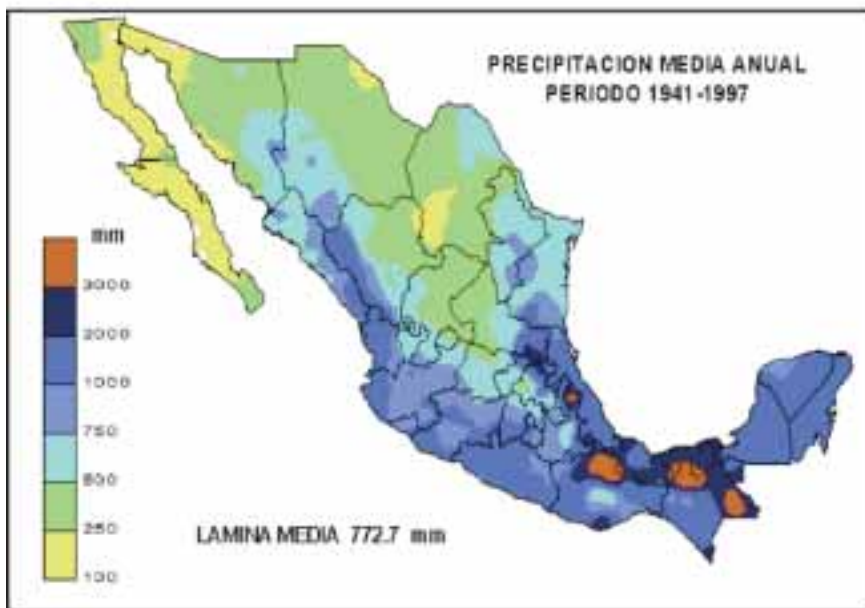 PRECIPITACION MEDIA ANUAL
PERIODO 1941-1997
mm
3000
2000
1000
750
500
250
100
LAMINA MEDIA 772.7 mm